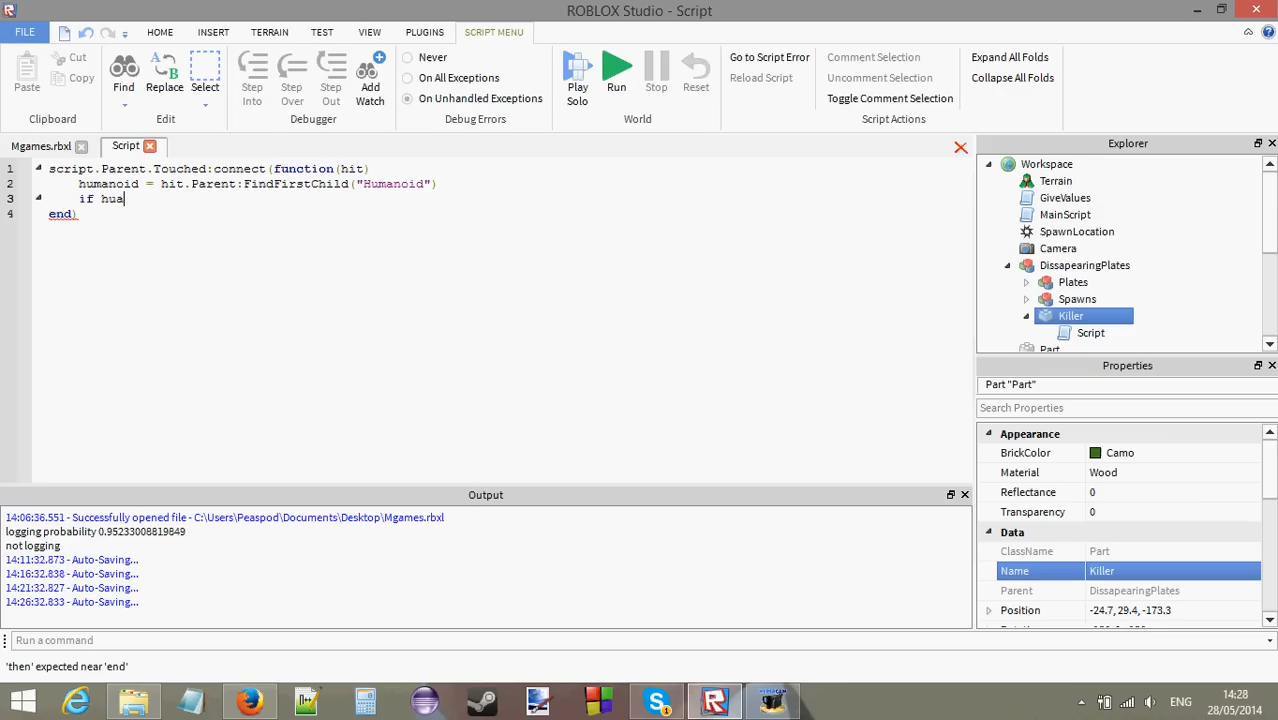 ROBLOX Studio - Script
FILE HOME INSERT TERRAIN TEST VIEW PLUGINS SCRIPT MENU
Paste
Cut
Copy
Clipboard
Find
Replace
Select
Edit
Step Into
Step Over
Step Out
Add Watch
Debugger
Never
On All Exceptions
On Unhandled Exceptions
Debug Errors
Play Solo
Run
Stop
Reset
World
Go to Script Error
Reload Script
Comment Selection
Uncomment Selection
Toggle Comment Selection
Expand All Folds
Collapse All Folds
Script Actions
Mgames.rbxl
Script
1 script.Parent.Touched:connect(function(hit)
2 humanoid = hit.Parent:FindFirstChild("Humanoid")
3 if hua
4 end)
Explorer
Workspace
Terrain
GiveValues
MainScript
SpawnLocation
Camera
DissapearingPlates
Plates
Spawns
Killer
Script
Part
Properties
Part "Part"
Search Properties
Appearance
BrickColor Camo
Material Wood
Reflectance 0
Transparency 0
Data
ClassName Part
Name Killer
Parent DissapearingPlates
Position -24.7, 29.4, -173.3
Output
14:06:36.551 - Successfully opened file - C:\Users\Peaspod\Documents\Desktop\Mgames.rbxl
logging probability 0.95233008819849
not logging
14:11:32.873 - Auto-Saving...
14:16:32.838 - Auto-Saving...
14:21:32.827 - Auto-Saving...
14:26:32.833 - Auto-Saving...
Run a command
'then' expected near 'end'
ENG
14:28
28/05/2014